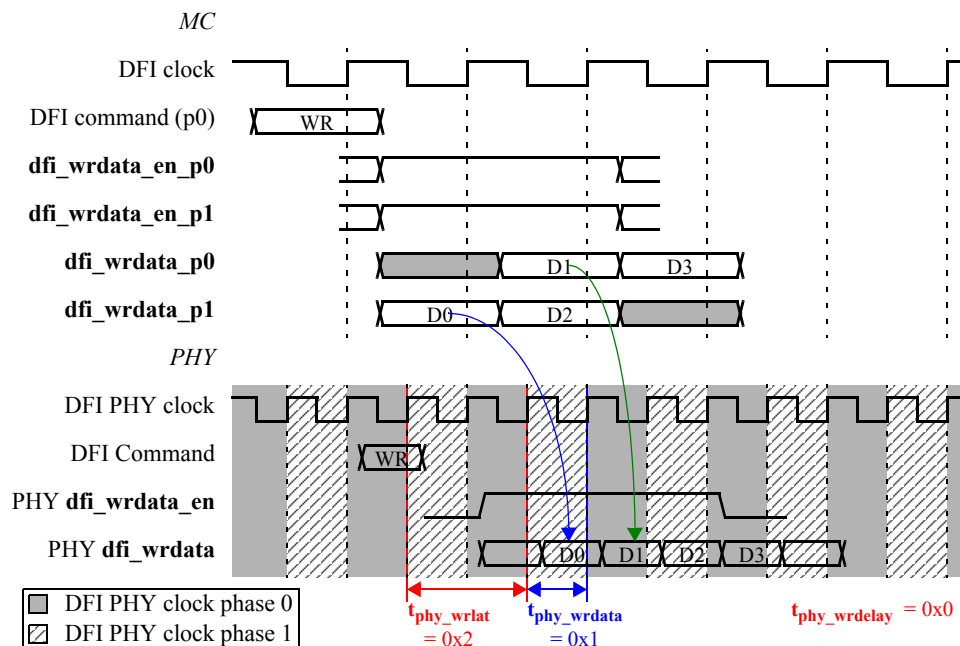 MC
DFI clock
DFI command (p0) WR
dfi_wrdata_en_p0
dfi_wrdata_en_p1
dfi_wrdata_p0 D1 D3
dfi_wrdata_p1 D0 D2
PHY
DFI PHY clock
DFI Command WR
PHY dfi_wrdata_en
PHY dfi_wrdata D0 D1 D2 D3
DFI PHY clock phase 0
DFI PHY clock phase 1
tphy_wrlat
= 0x2
tphy_wrdata
= 0x1
tphy_wrdelay = 0x0